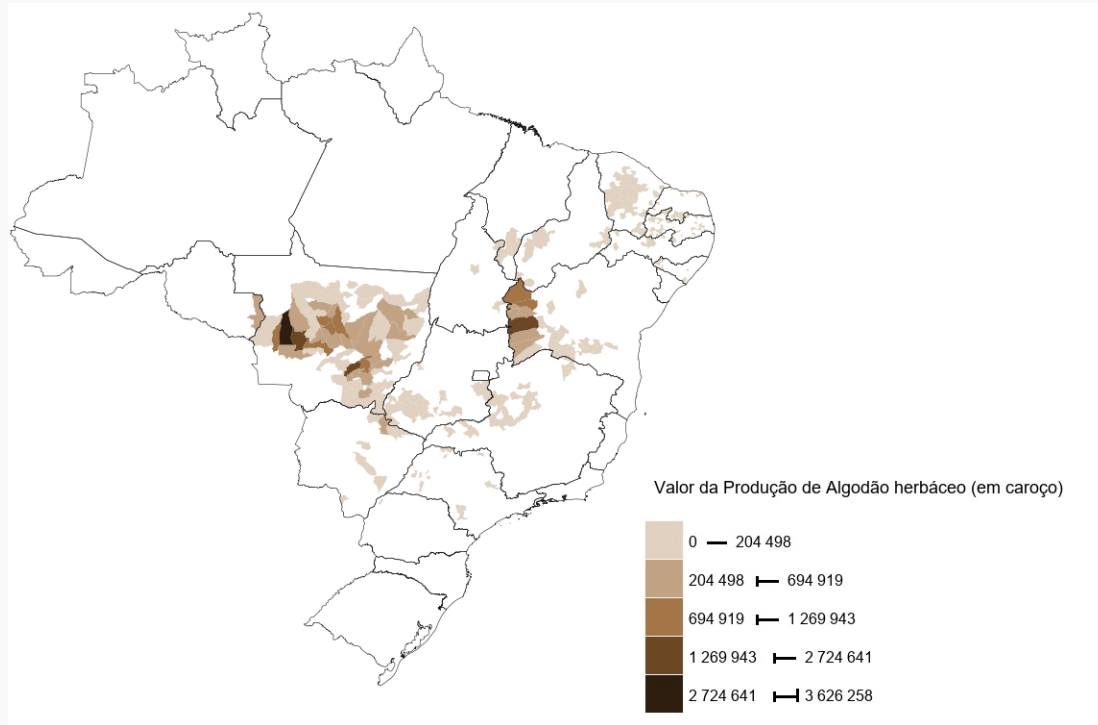 Valor da Produção de Algodão herbáceo (em caroço)
0 — 204 498
204 498 ⊢ 694 919
694 919 ⊢ 1 269 943
1 269 943 ⊢ 2 724 641
2 724 641 ⊢⊣ 3 626 258